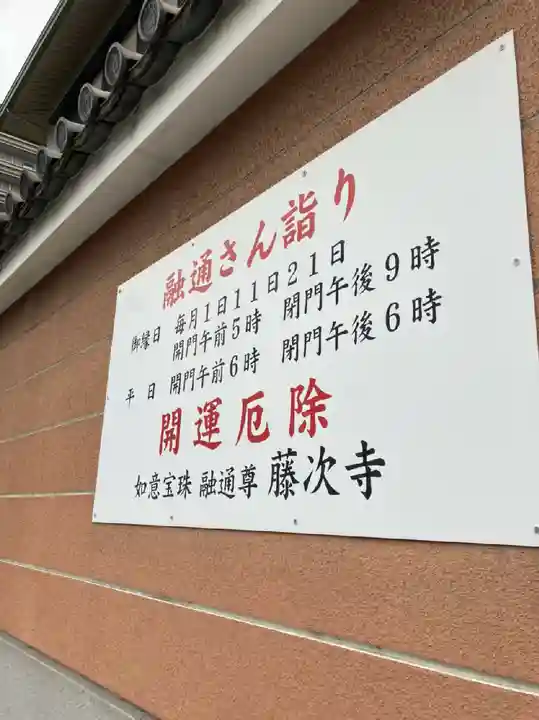 融通さん詣り
御縁日 毎月1日11日21日
開門午前5時 閉門午後9時
平日 開門午前6時 閉門午後6時
開運厄除
如意宝珠 融通尊 藤次寺